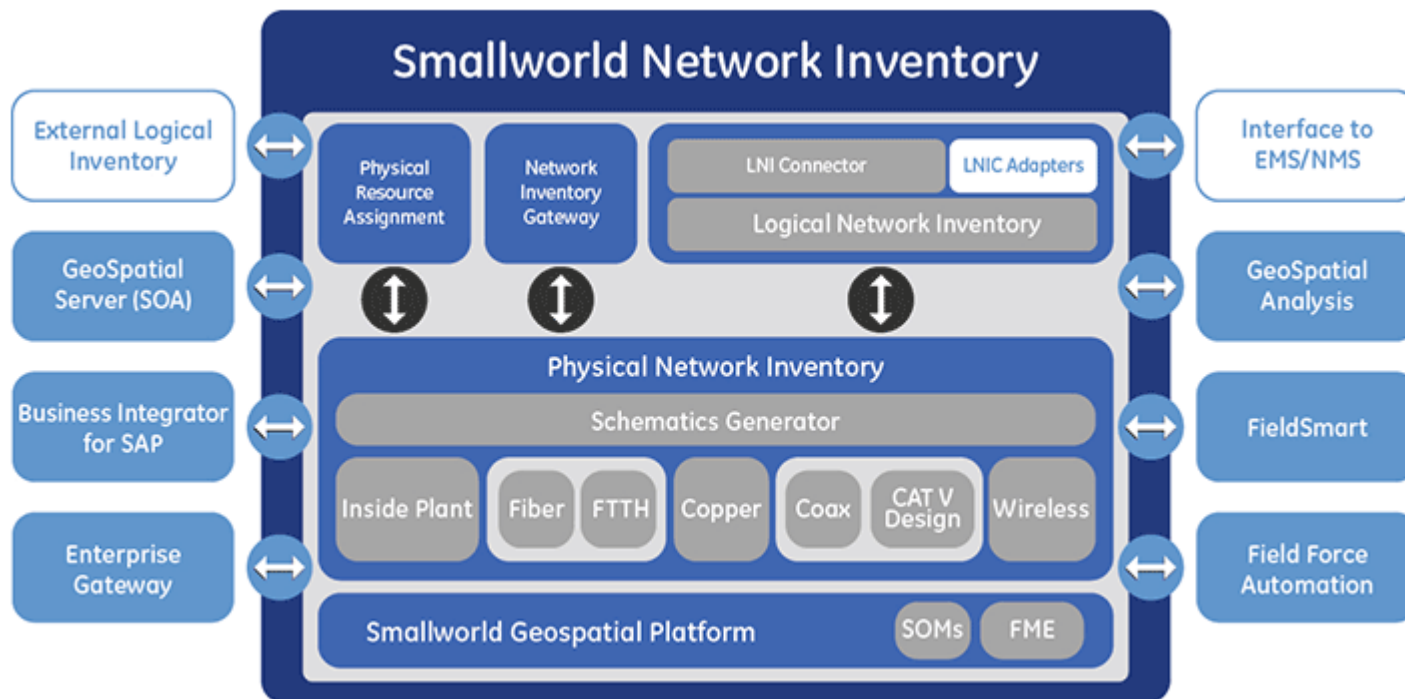 Smallworld Network Inventory
External Logical
Inventory
GeoSpatial
Server (SOA)
Business Integrator
for SAP
Enterprise
Gateway
Physical
Resource
Assignment
Network
Inventory
Gateway
LNI Connector
LNIC Adapters
Logical Network Inventory
Physical Network Inventory
Schematics Generator
Inside Plant
Fiber
FTTH
Copper
Coax
CAT V
Design
Wireless
Smallworld Geospatial Platform
SOMs
FME
Interface to
EMS/NMS
GeoSpatial
Analysis
FieldSmart
Field Force
Automation